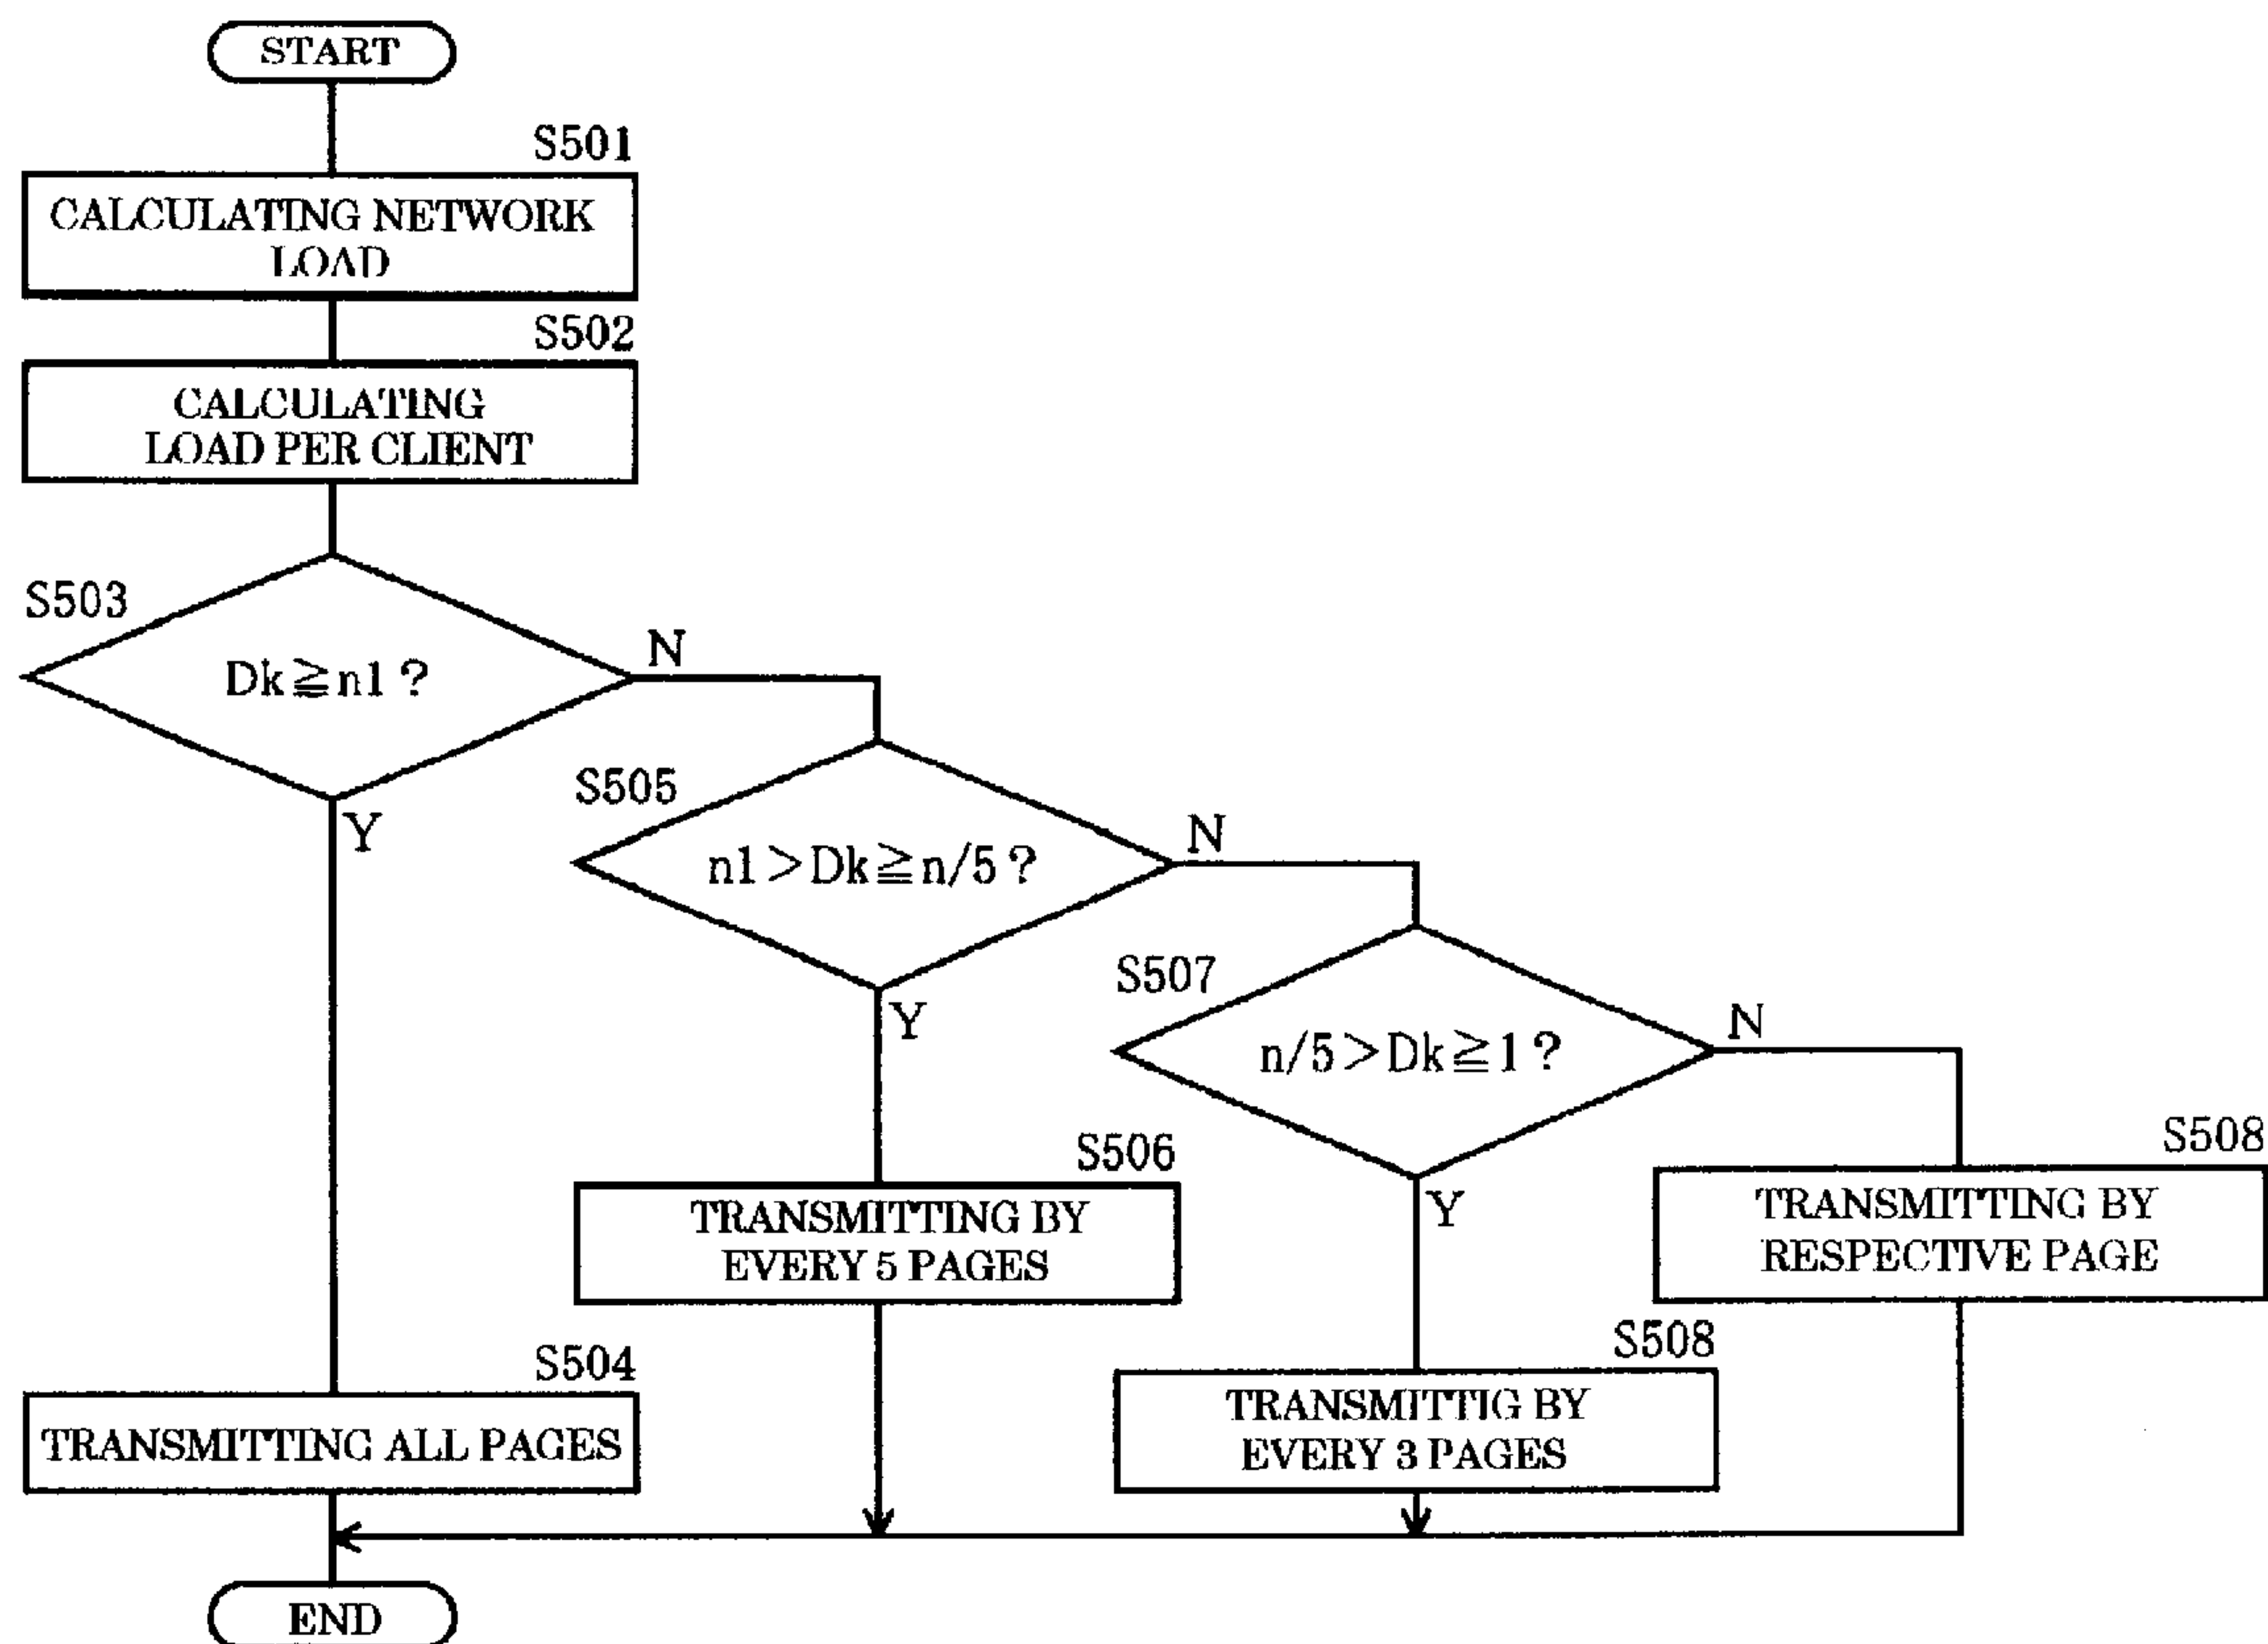 START
S501
CALCULATING NETWORK
LOAD
S502
CALCULATING
LOAD PER CLIENT
S503
Dk≧n1?
N
Y
S505
n1>Dk≧n/5?
N
Y
S507
n/5>Dk≧1?
N
Y
S506
TRANSMITTING BY
EVERY 5 PAGES
S508
TRANSMITTING BY
RESPECTIVE PAGE
S508
TRANSMITTIG BY
EVERY 3 PAGES
S504
TRANSMITTING ALL PAGES
END